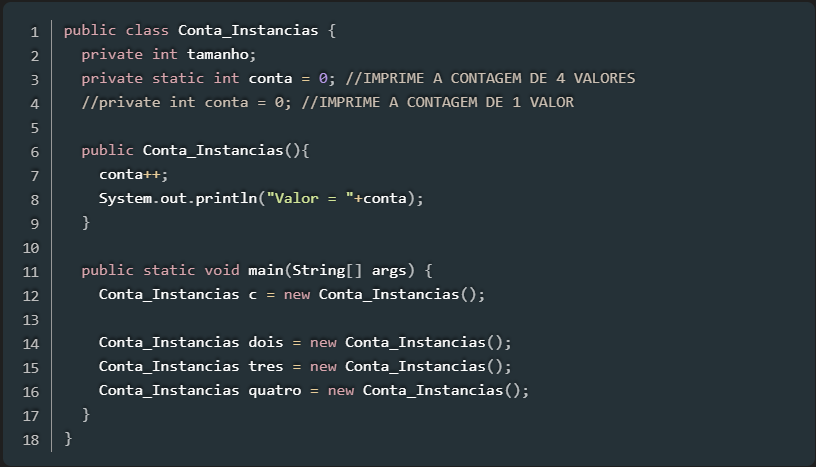 1 public class Conta_Instancias {
2   private int tamanho;
3   private static int conta = 0; //IMPRIME A CONTAGEM DE 4 VALORES
4   //private int conta = 0; //IMPRIME A CONTAGEM DE 1 VALOR
5
6   public Conta_Instancias(){
7     conta++;
8     System.out.println("Valor = "+conta);
9   }
10
11   public static void main(String[] args) {
12     Conta_Instancias c = new Conta_Instancias();
13
14     Conta_Instancias dois = new Conta_Instancias();
15     Conta_Instancias tres = new Conta_Instancias();
16     Conta_Instancias quatro = new Conta_Instancias();
17   }
18 }